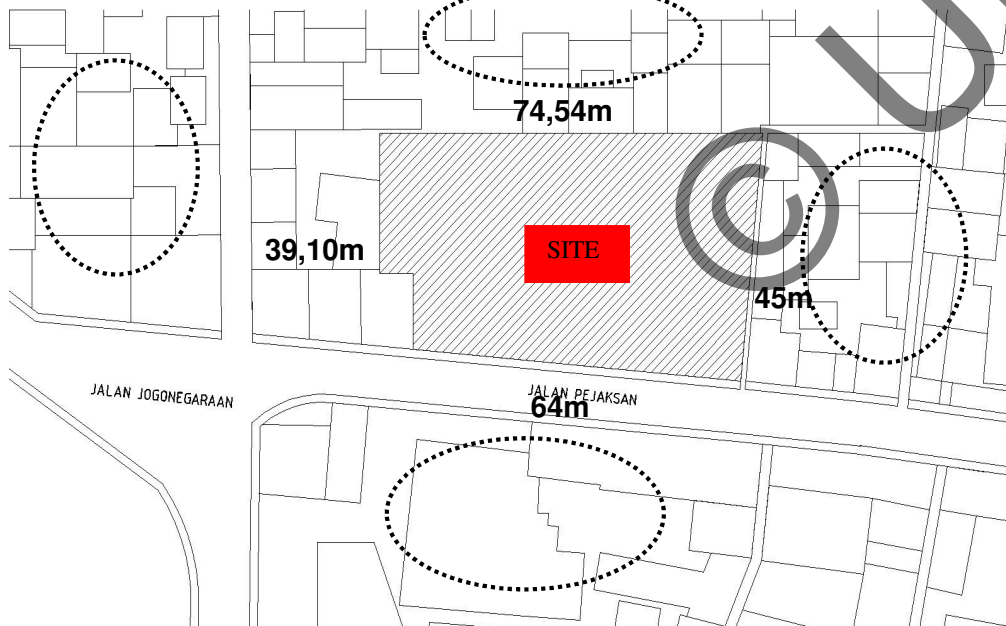 74,54m
©
39,10m
SITE
45m
JALAN JOGONEGARAAN
JALAN PEJAKSAN
64m